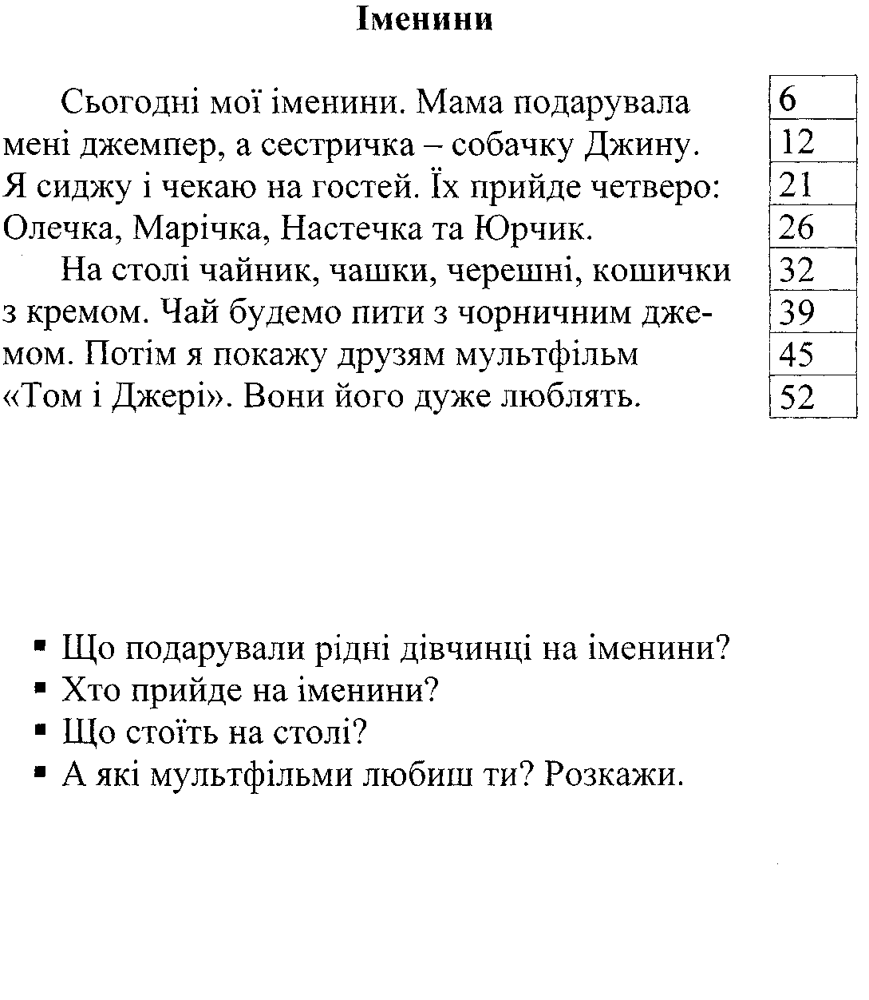 Іменини
Сьогодні мої іменини. Мама подарувала 6
мені джемпер, а сестричка – собачку Джину. 12
Я сиджу і чекаю на гостей. Їх прийде четверо: 21
Олечка, Марічка, Настечка та Юрчик. 26
На столі чайник, чашки, черешні, кошички 32
з кремом. Чай будемо пити з чорничним дже- 39
мом. Потім я покажу друзям мультфільм 45
«Том і Джері». Вони його дуже люблять. 52
▪ Що подарували рідні дівчинці на іменини?
▪ Хто прийде на іменини?
▪ Що стоїть на столі?
▪ А які мультфільми любиш ти? Розкажи.